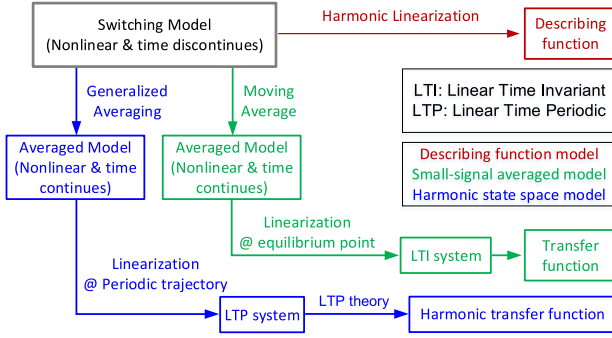 Switching Model
(Nonlinear & time discontinues)
Harmonic Linearization
Describing
function
Generalized
Averaging
Moving
Average
LTI: Linear Time Invariant
LTP: Linear Time Periodic
Averaged Model
(Nonlinear & time
continues)
Averaged Model
(Nonlinear & time
continues)
Describing function model
Small-signal averaged model
Harmonic state space model
Linearization
@ equilibrium point
LTI system
Transfer
function
Linearization
@ Periodic trajectory
LTP system
LTP theory
Harmonic transfer function